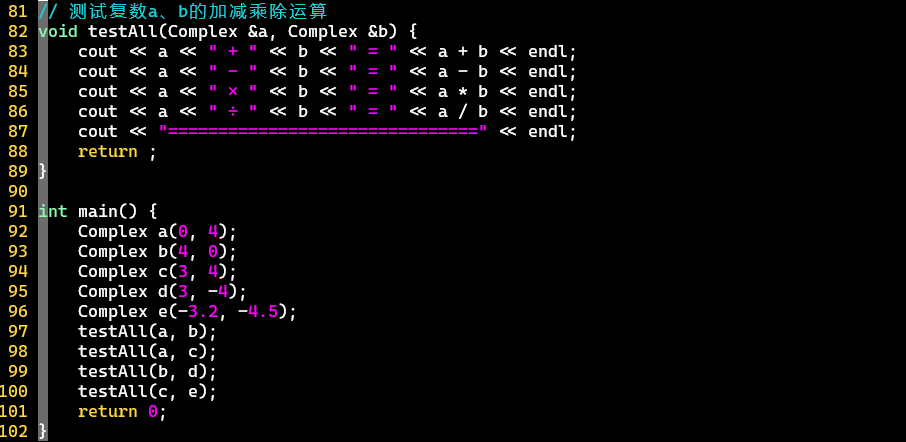 81 // 测试复数a、b的加减乘除运算
82 void testAll(Complex &a, Complex &b) {
83     cout << a << " + " << b << " = " << a + b << endl;
84     cout << a << " - " << b << " = " << a - b << endl;
85     cout << a << " × " << b << " = " << a * b << endl;
86     cout << a << " ÷ " << b << " = " << a / b << endl;
87     cout << "===============================" << endl;
88     return ;
89 }
90
91 int main() {
92     Complex a(0, 4);
93     Complex b(4, 0);
94     Complex c(3, 4);
95     Complex d(3, -4);
96     Complex e(-3.2, -4.5);
97     testAll(a, b);
98     testAll(a, c);
99     testAll(b, d);
100     testAll(c, e);
101     return 0;
102 }